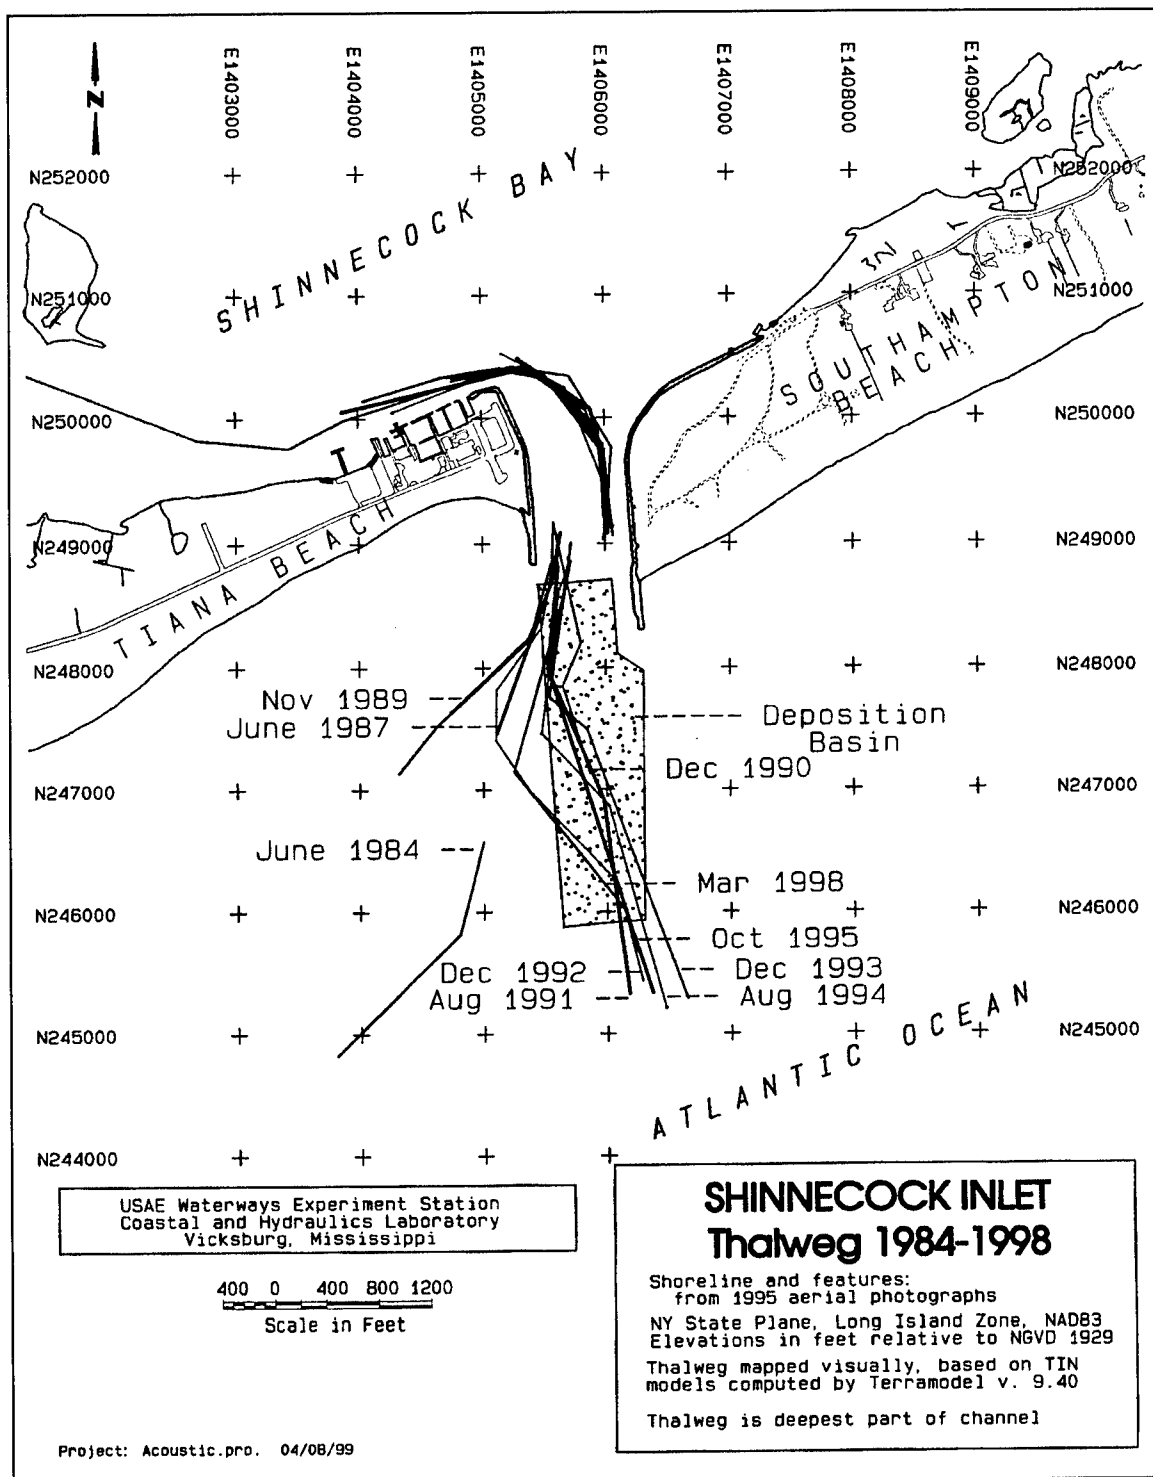 N
E1403000
E1404000
E1405000
E1406000
E1407000
E1408000
E1409000
N252000
N252000
SHINNECOCK BAY
N251000
N251000
SOUTHAMPTON
BEACH
N250000
N249000
N250000
N249000
TIANA BEACH
N248000
N248000
Nov 1989
June 1987
Deposition
Basin
Dec 1990
N247000
N247000
June 1984
Mar 1998
N246000
N246000
Oct 1995
Dec 1992
Dec 1993
Aug 1991
Aug 1994
N245000
N245000
ATLANTIC OCEAN
N244000
USAE Waterways Experiment Station
Coastal and Hydraulics Laboratory
Vicksburg, Mississippi
400 0 400 800 1200
Scale in Feet
SHINNECOCK INLET
Thalweg 1984-1998
Shoreline and features:
from 1995 aerial photographs
NY State Plane, Long Island Zone, NAD83
Elevations in feet relative to NGVD 1929
Thalweg mapped visually, based on TIN
models computed by Terramodel v. 9.40
Thalweg is deepest part of channel
Project: Acoustic.pro. 04/08/99